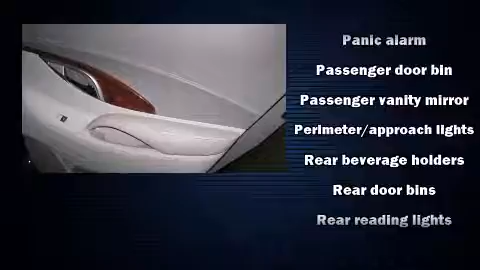 Panic alarm
Passenger door bin
Passenger vanity mirror
Perimeter/approach lights
Rear beverage holders
Rear door bins
Rear reading lights